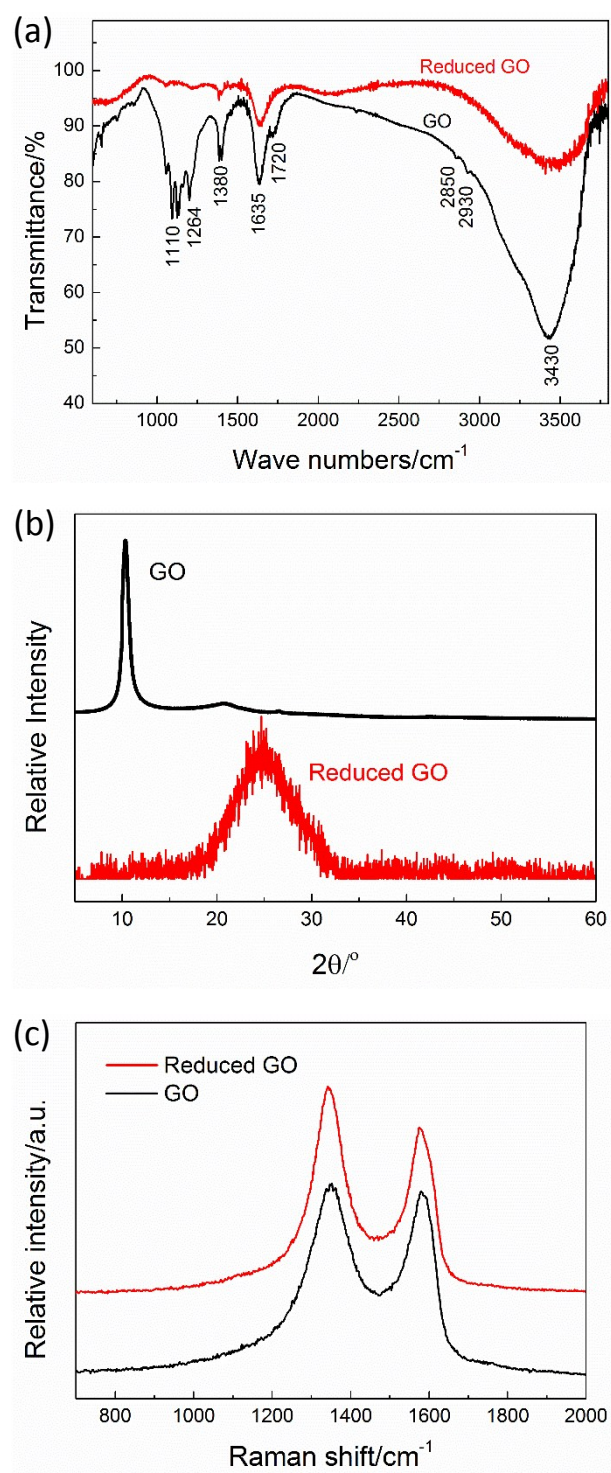 (a)
Transmittance/%
100
90
80
70
60
50
40
Reduced GO
GO
1110
1264
1380
1635
1720
2850
2930
3430
1000 1500 2000 2500 3000 3500
Wave numbers/cm⁻¹
(b)
Relative Intensity
GO
Reduced GO
10 20 30 40 50 60
2θ/°
(c)
Relative intensity/a.u.
Reduced GO
GO
800 1000 1200 1400 1600 1800 2000
Raman shift/cm⁻¹